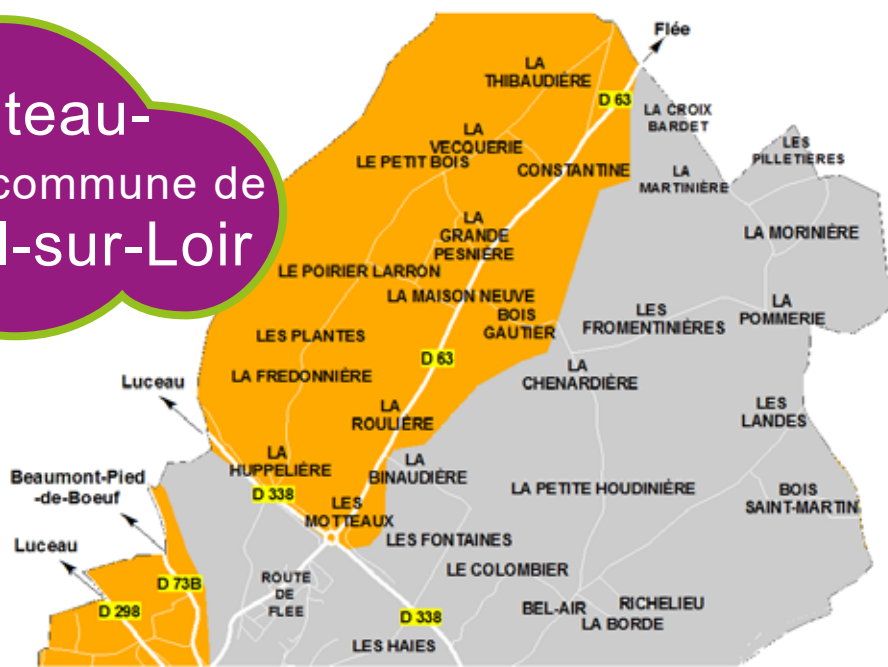 teau-
commune de
l-sur-Loir
Flée
LA
THIBAUDIÈRE
D 63
LA CROIX
BARDET
LA
VECQUERIE
LE PETIT BOIS
CONSTANTINE
LES
PILLETIÈRES
LA
MARTINIÈRE
LA
GRANDE
PESNIÈRE
LA MORINIÈRE
LE POIRIER LARRON
LA MAISON NEUVE
BOIS
GAUTIER
LES
FROMENTINIÈRES
LA
POMMERIE
LES PLANTES
D 63
Luceau
LA FREDONNIÈRE
LA
CHENARDIÈRE
LA
ROULIÈRE
LES
LANDES
LA
HUPPELIÈRE
LA
BINAUDIÈRE
Beaumont-Pied
-de-Boeuf
D 338
LES
MOTTEAUX
LA PETITE HOUDINIÈRE
BOIS
SAINT-MARTIN
Luceau
LES FONTAINES
D 73B
ROUTE
DE
FLEE
LE COLOMBIER
D 298
D 338
BEL-AIR
RICHELIEU
LA BORDE
LES HAIES